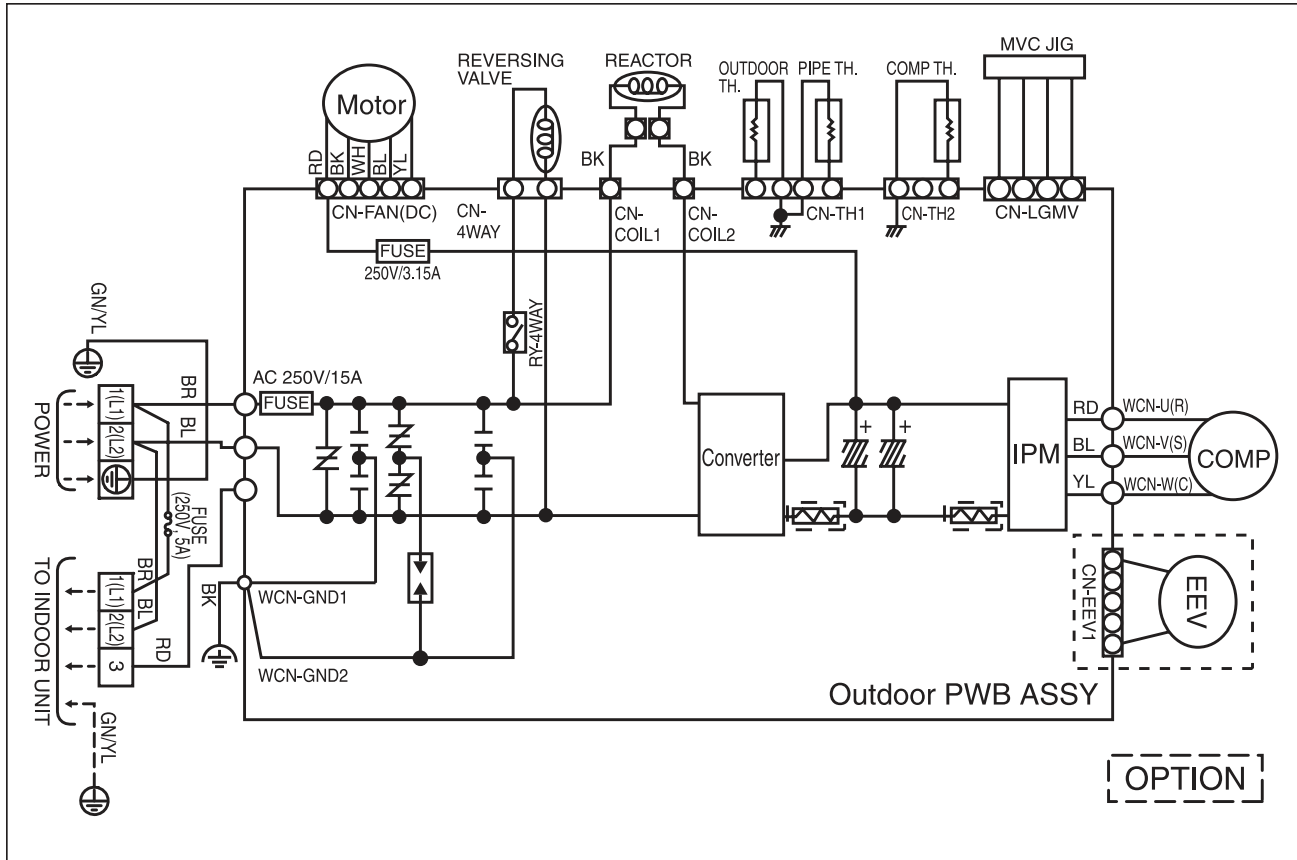 REVERSING
VALVE
REACTOR
OUTDOOR
TH.
PIPE TH.
COMP TH.
MVC JIG
Motor
RD
BK
WH
BL
YL
BK
BK
CN-FAN(DC)
CN-
4WAY
CN-
COIL1
CN-
COIL2
CN-TH1
CN-TH2
CN-LGMV
FUSE
250V/3.15A
RY-4WAY
GN/YL
POWER
1(L1)
2(L2)
BR
BL
AC 250V/15A
FUSE
FUSE
(250V, 5A)
Converter
+
+
IPM
RD
BL
YL
WCN-U(R)
WCN-V(S)
WCN-W(C)
COMP
TO INDOOR UNIT
1(L1)
2(L2)
3
BR
BL
RD
BK
GN/YL
WCN-GND1
WCN-GND2
CN-EEV1
EEV
Outdoor PWB ASSY
OPTION